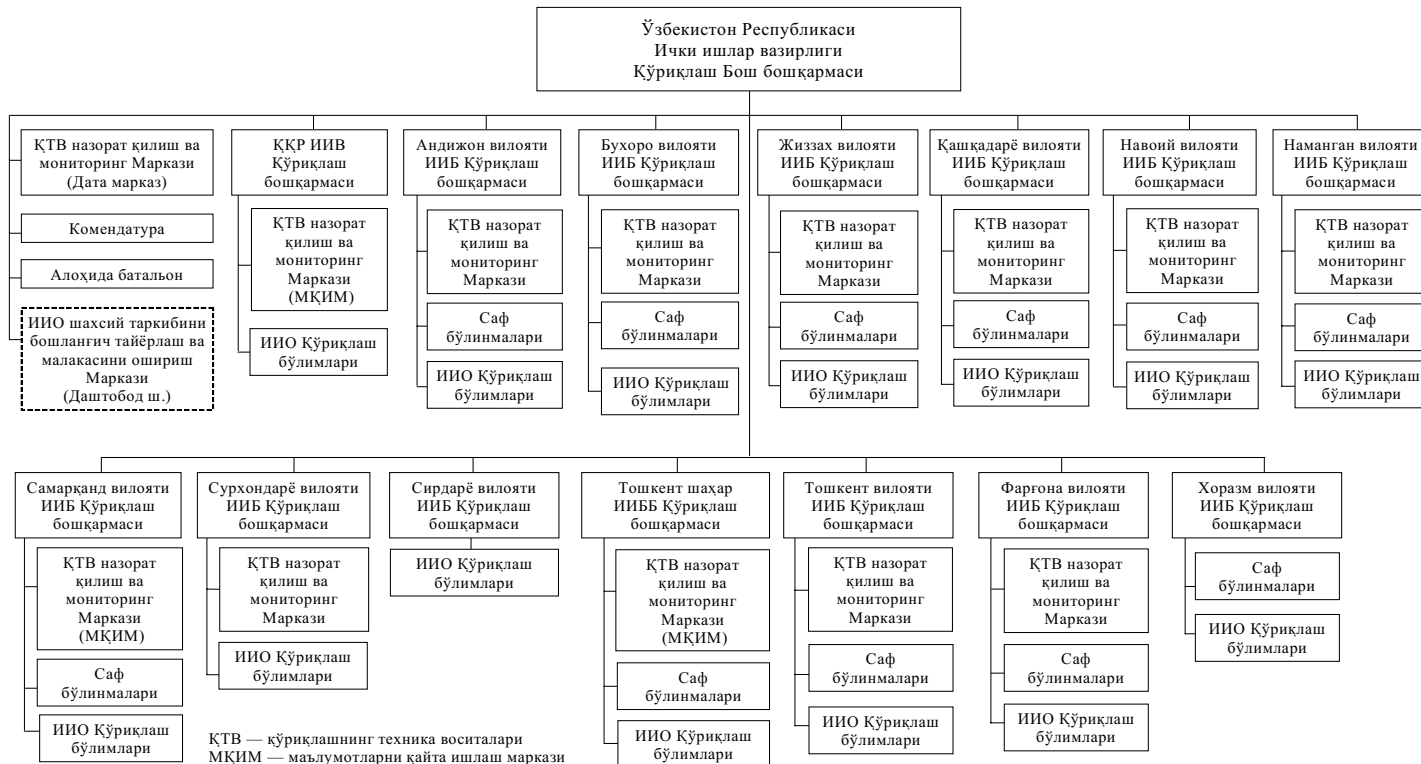 Ўзбекистон Республикаси
Ички ишлар вазирлиги
Қўриқлаш Бош бошқармаси
ҚТВ назорат қилиш ва
мониторинг Маркази
(Дата марказ)
Комендатура
Алоҳида батальон
ИИО шахсий таркибини
бошланғич тайёрлаш ва
малакасини ошириш
Маркази
(Даштобод ш.)
ҚҚР ИИВ
Қўриқлаш
бошқармаси
ҚТВ назорат
қилиш ва
мониторинг
Маркази
(МҚИМ)
ИИО Қўриқлаш
бўлимлари
Андижон вилояти
ИИБ Қўриқлаш
бошқармаси
ҚТВ назорат
қилиш ва
мониторинг
Маркази
Саф
бўлинмалари
ИИО Қўриқлаш
бўлимлари
Бухоро вилояти
ИИБ Қўриқлаш
бошқармаси
ҚТВ назорат
қилиш ва
мониторинг
Маркази
Саф
бўлинмалари
ИИО Қўриқлаш
бўлимлари
Жиззах вилояти
ИИБ Қўриқлаш
бошқармаси
ҚТВ назорат
қилиш ва
мониторинг
Маркази
Саф
бўлинмалари
ИИО Қўриқлаш
бўлимлари
Қашқадарё вилояти
ИИБ Қўриқлаш
бошқармаси
ҚТВ назорат
қилиш ва
мониторинг
Маркази
Саф
бўлинмалари
ИИО Қўриқлаш
бўлимлари
Навоий вилояти
ИИБ Қўриқлаш
бошқармаси
ҚТВ назорат
қилиш ва
мониторинг
Маркази
Саф
бўлинмалари
ИИО Қўриқлаш
бўлимлари
Наманган вилояти
ИИБ Қўриқлаш
бошқармаси
ҚТВ назорат
қилиш ва
мониторинг
Маркази
Саф
бўлинмалари
ИИО Қўриқлаш
бўлимлари
Самарқанд вилояти
ИИБ Қўриқлаш
бошқармаси
ҚТВ назорат
қилиш ва
мониторинг
Маркази
(МҚИМ)
Саф
бўлинмалари
ИИО Қўриқлаш
бўлимлари
Сурхондарё вилояти
ИИБ Қўриқлаш
бошқармаси
ҚТВ назорат
қилиш ва
мониторинг
Маркази
ИИО Қўриқлаш
бўлимлари
Сирдарё вилояти
ИИБ Қўриқлаш
бошқармаси
ИИО Қўриқлаш
бўлимлари
Тошкент шаҳар
ИИББ Қўриқлаш
бошқармаси
ҚТВ назорат
қилиш ва
мониторинг
Маркази
(МҚИМ)
Саф
бўлинмалари
ИИО Қўриқлаш
бўлимлари
Тошкент вилояти
ИИБ Қўриқлаш
бошқармаси
ҚТВ назорат
қилиш ва
мониторинг
Маркази
Саф
бўлинмалари
ИИО Қўриқлаш
бўлимлари
Фарғона вилояти
ИИБ Қўриқлаш
бошқармаси
ҚТВ назорат
қилиш ва
мониторинг
Маркази
Саф
бўлинмалари
ИИО Қўриқлаш
бўлимлари
Хоразм вилояти
ИИБ Қўриқлаш
бошқармаси
Саф
бўлинмалари
ИИО Қўриқлаш
бўлимлари
ҚТВ — қўриқлашнинг техника воситалари
МҚИМ — маълумотларни қайта ишлаш маркази